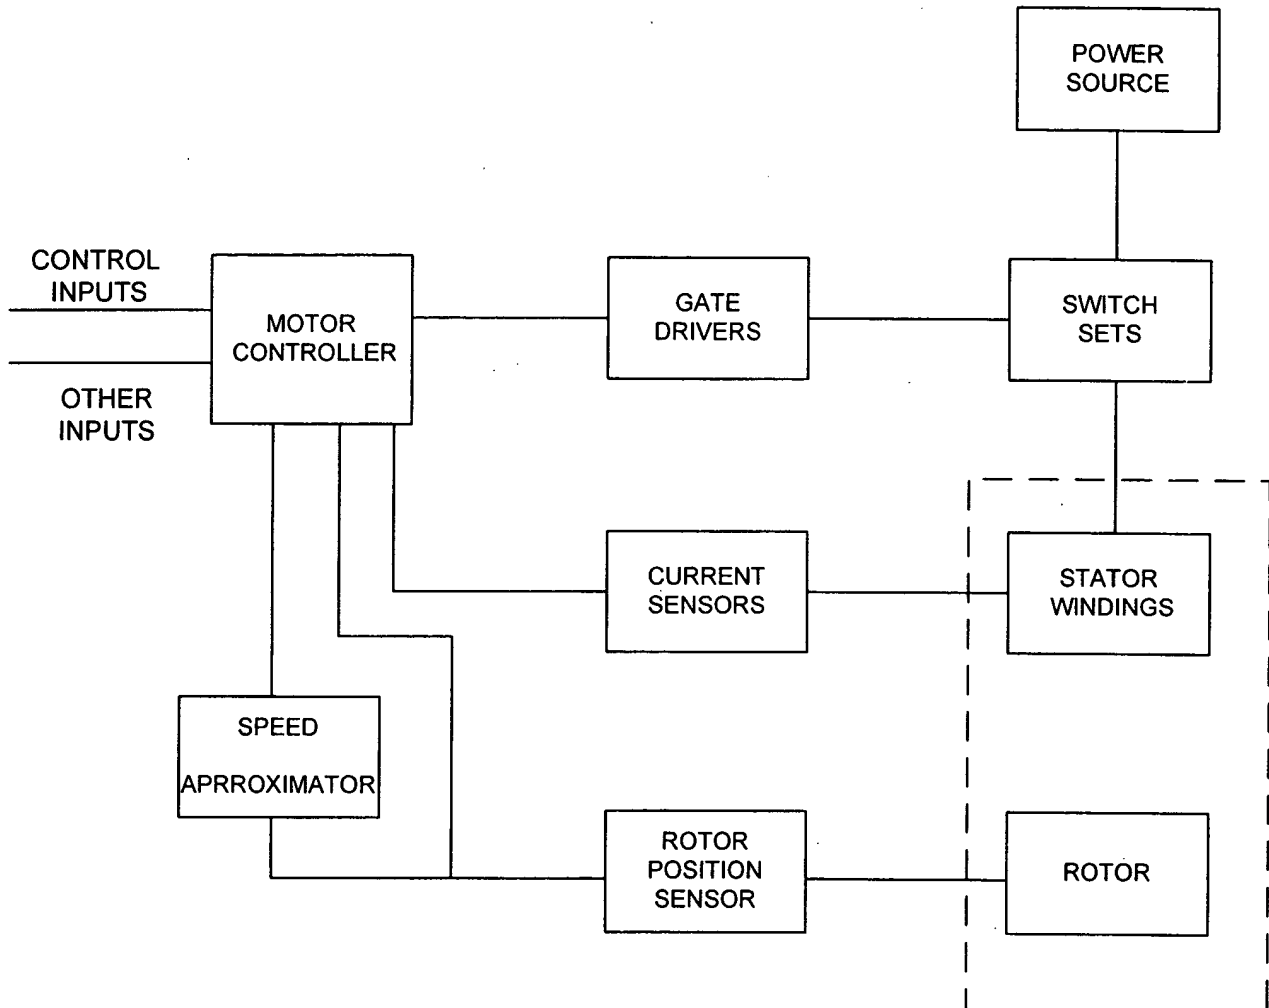 POWER
SOURCE
CONTROL
INPUTS
MOTOR
CONTROLLER
GATE
DRIVERS
SWITCH
SETS
OTHER
INPUTS
CURRENT
SENSORS
STATOR
WINDINGS
SPEED
APRROXIMATOR
ROTOR
POSITION
SENSOR
ROTOR